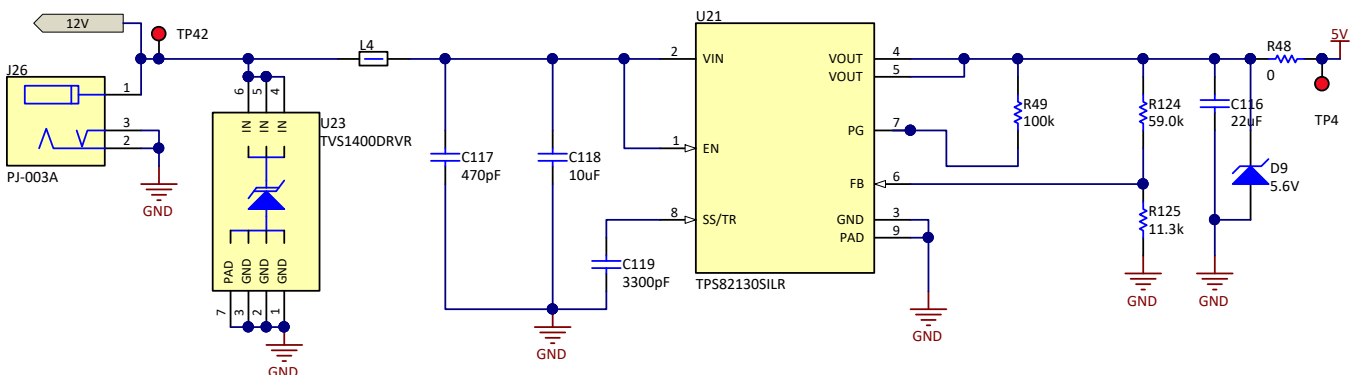 12V
TP42
J26
1
3
2
PJ-003A
GND
L4
6
5
4
IN
IN
IN
U23
TVS1400DRVR
PAD
GND
GND
GND
7
3
2
1
GND
C117
470pF
C118
10uF
C119
3300pF
GND
U21
2
VIN
1
EN
8
SS/TR
VOUT
4
VOUT
5
PG
7
FB
6
GND
3
PAD
9
TPS82130SILR
GND
R49
100k
R124
59.0k
R125
11.3k
GND
C116
22uF
GND
D9
5.6V
R48
0
5V
TP4